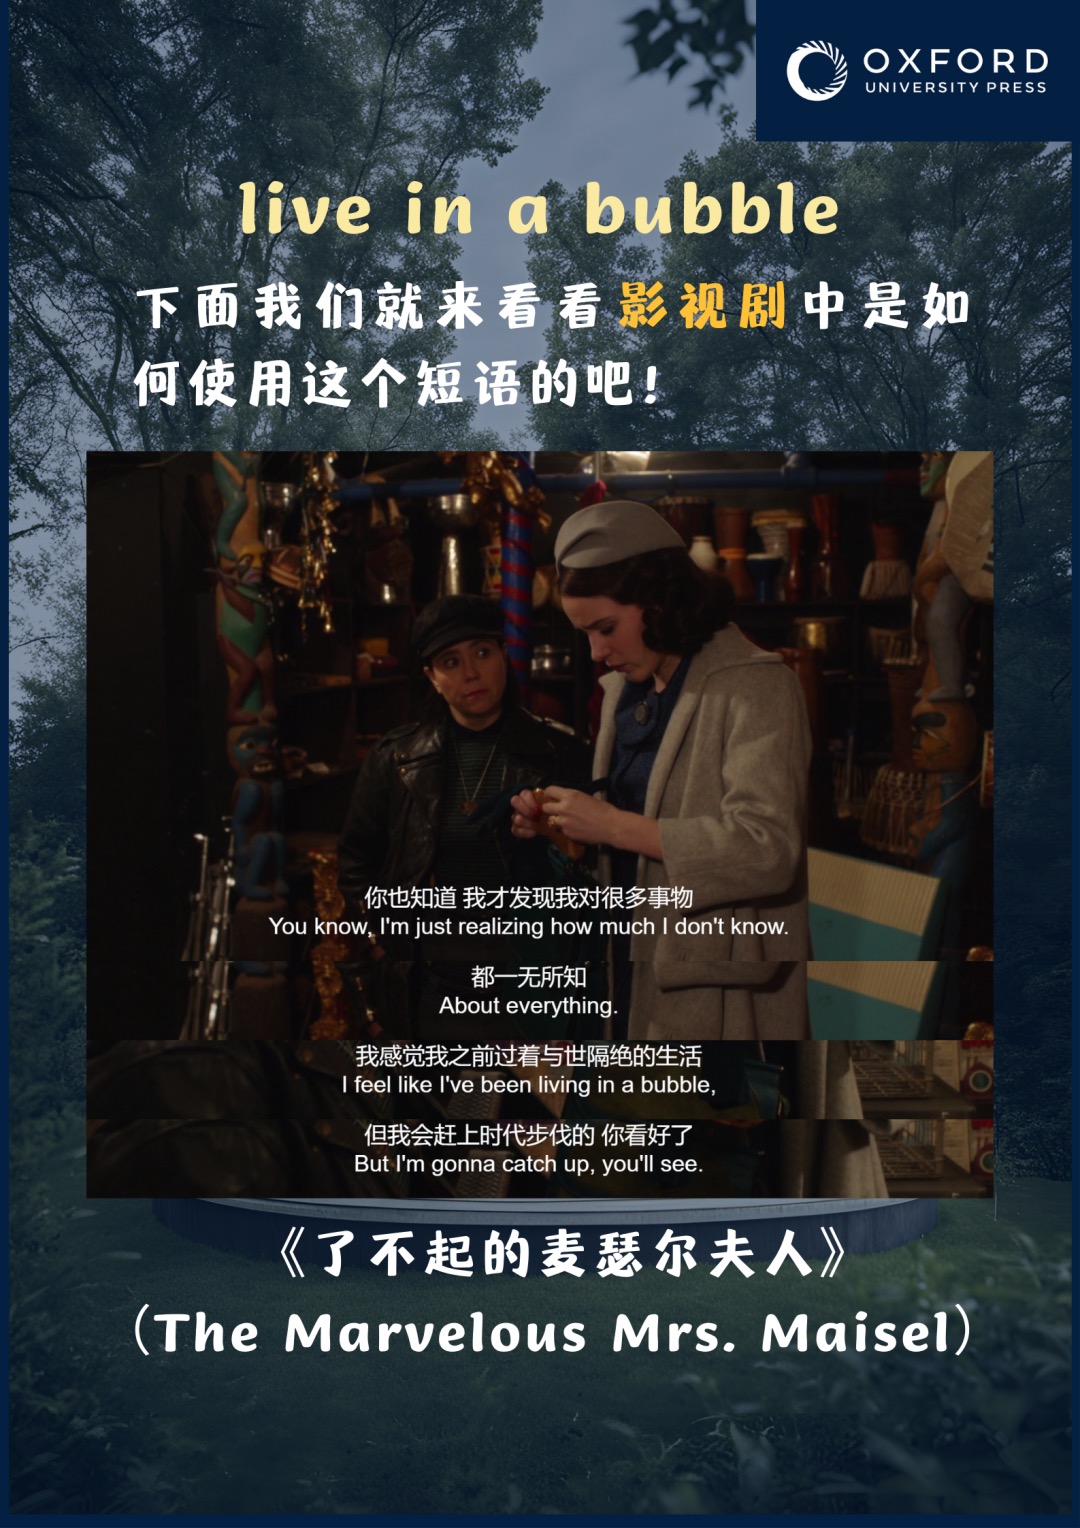 OXFORD
UNIVERSITY PRESS
live in a bubble
下面我们就来看看影视剧中是如
何使用这个短语的吧!
你也知道 我才发现我对很多事物
You know, I'm just realizing how much I don't know.
都一无所知
About everything.
我感觉我之前过着与世隔绝的生活
I feel like I've been living in a bubble,
但我会赶上时代步伐的 你看好了
But I'm gonna catch up, you'll see.
《了不起的麦瑟尔夫人》
(The Marvelous Mrs. Maisel)